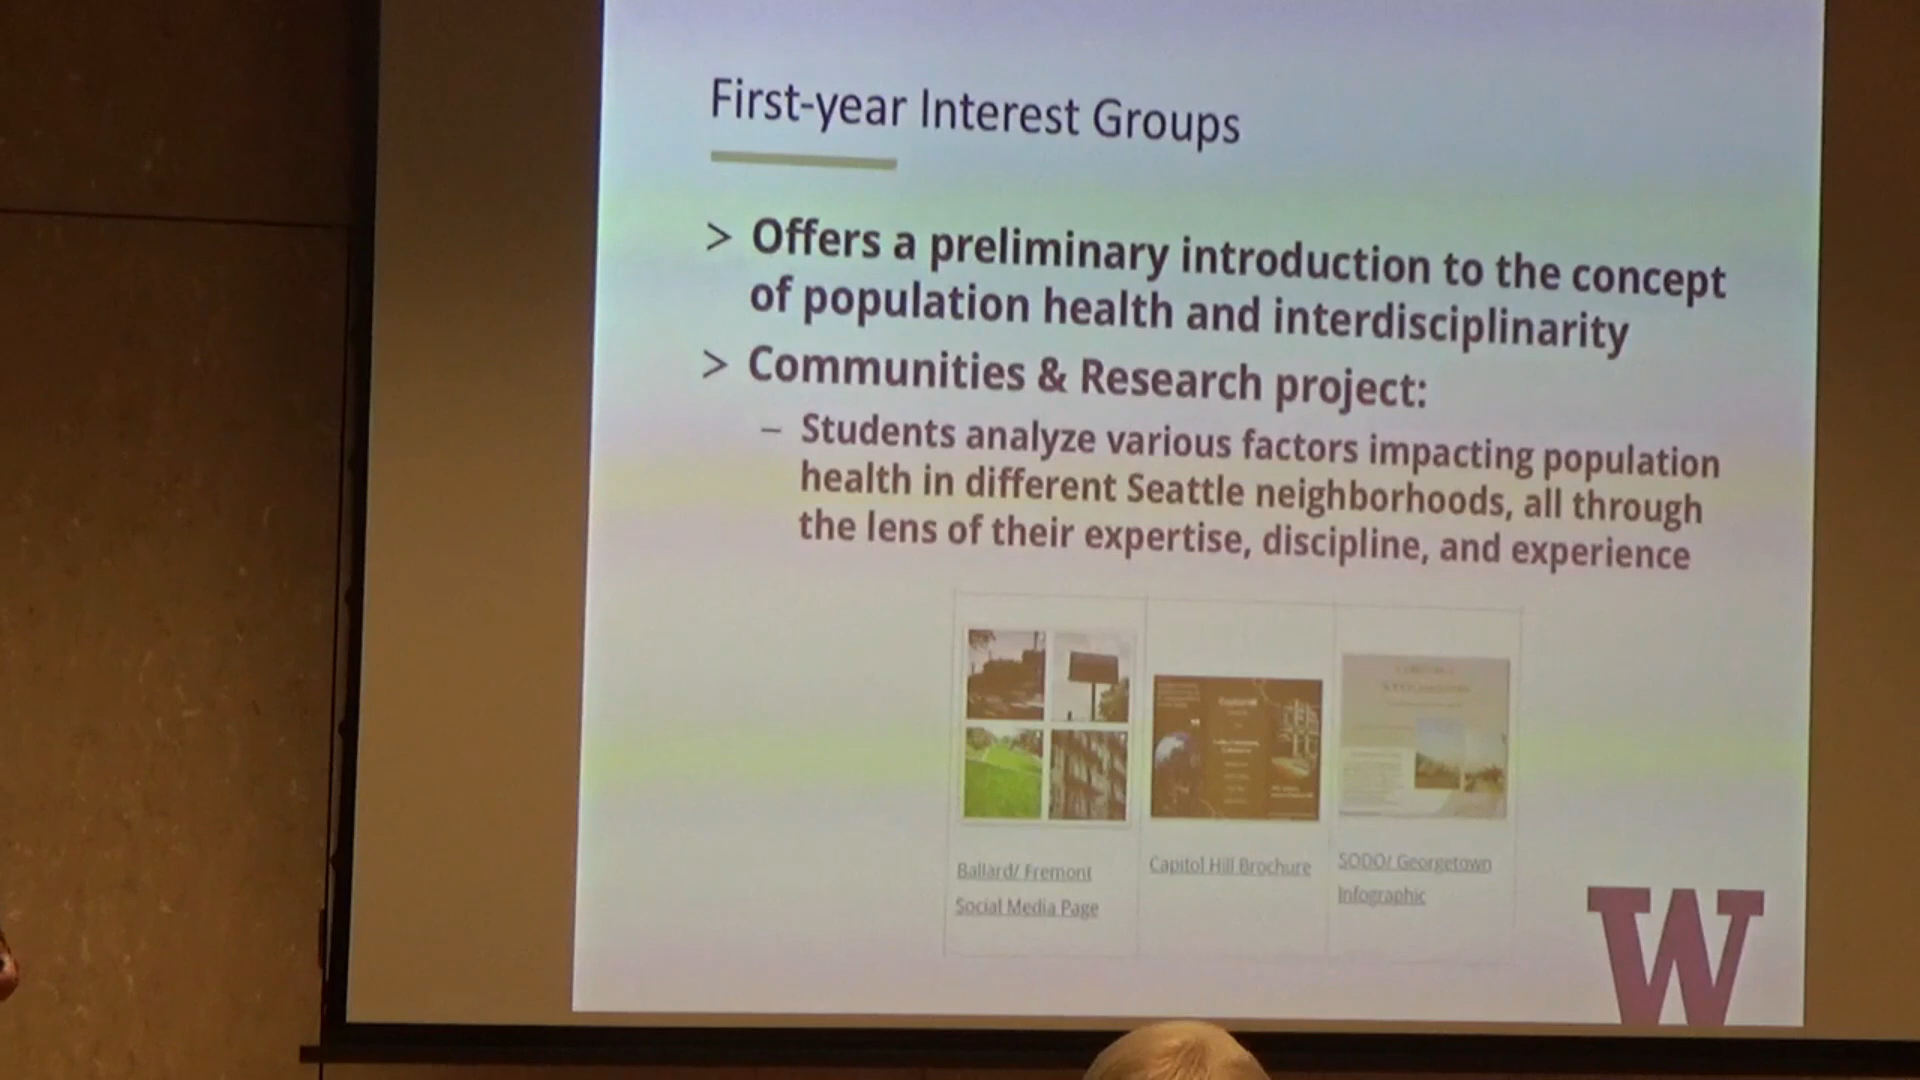 First-year Interest Groups
> Offers a preliminary introduction to the concept
of population health and interdisciplinarity
> Communities & Research project:
– Students analyze various factors impacting population
health in different Seattle neighborhoods, all through
the lens of their expertise, discipline, and experience
Ballard/ Fremont
Social Media Page
Capitol Hill Brochure
SODO/ Georgetown
Infographic
W